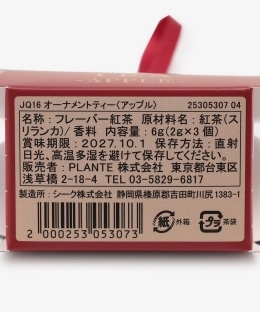 APPLE
JQ16 オーナメントティー(アップル) 25305307 04
名称:フレーバー紅茶 原材料名:紅茶(ス
リランカ)/香料 内容量:6g(2g×3個)
賞味期限:2027.10.1 保存方法:直射
日光、高温多湿を避けて保存してください。
販売者:PLANTE 株式会社 東京都台東区
浅草橋2-18-4 TEL 03-5829-6817
製造所:シーク株式会社/静岡県榛原郡吉田町川尻1383-1
紙 外箱
プラ 茶袋
2 000253 053073